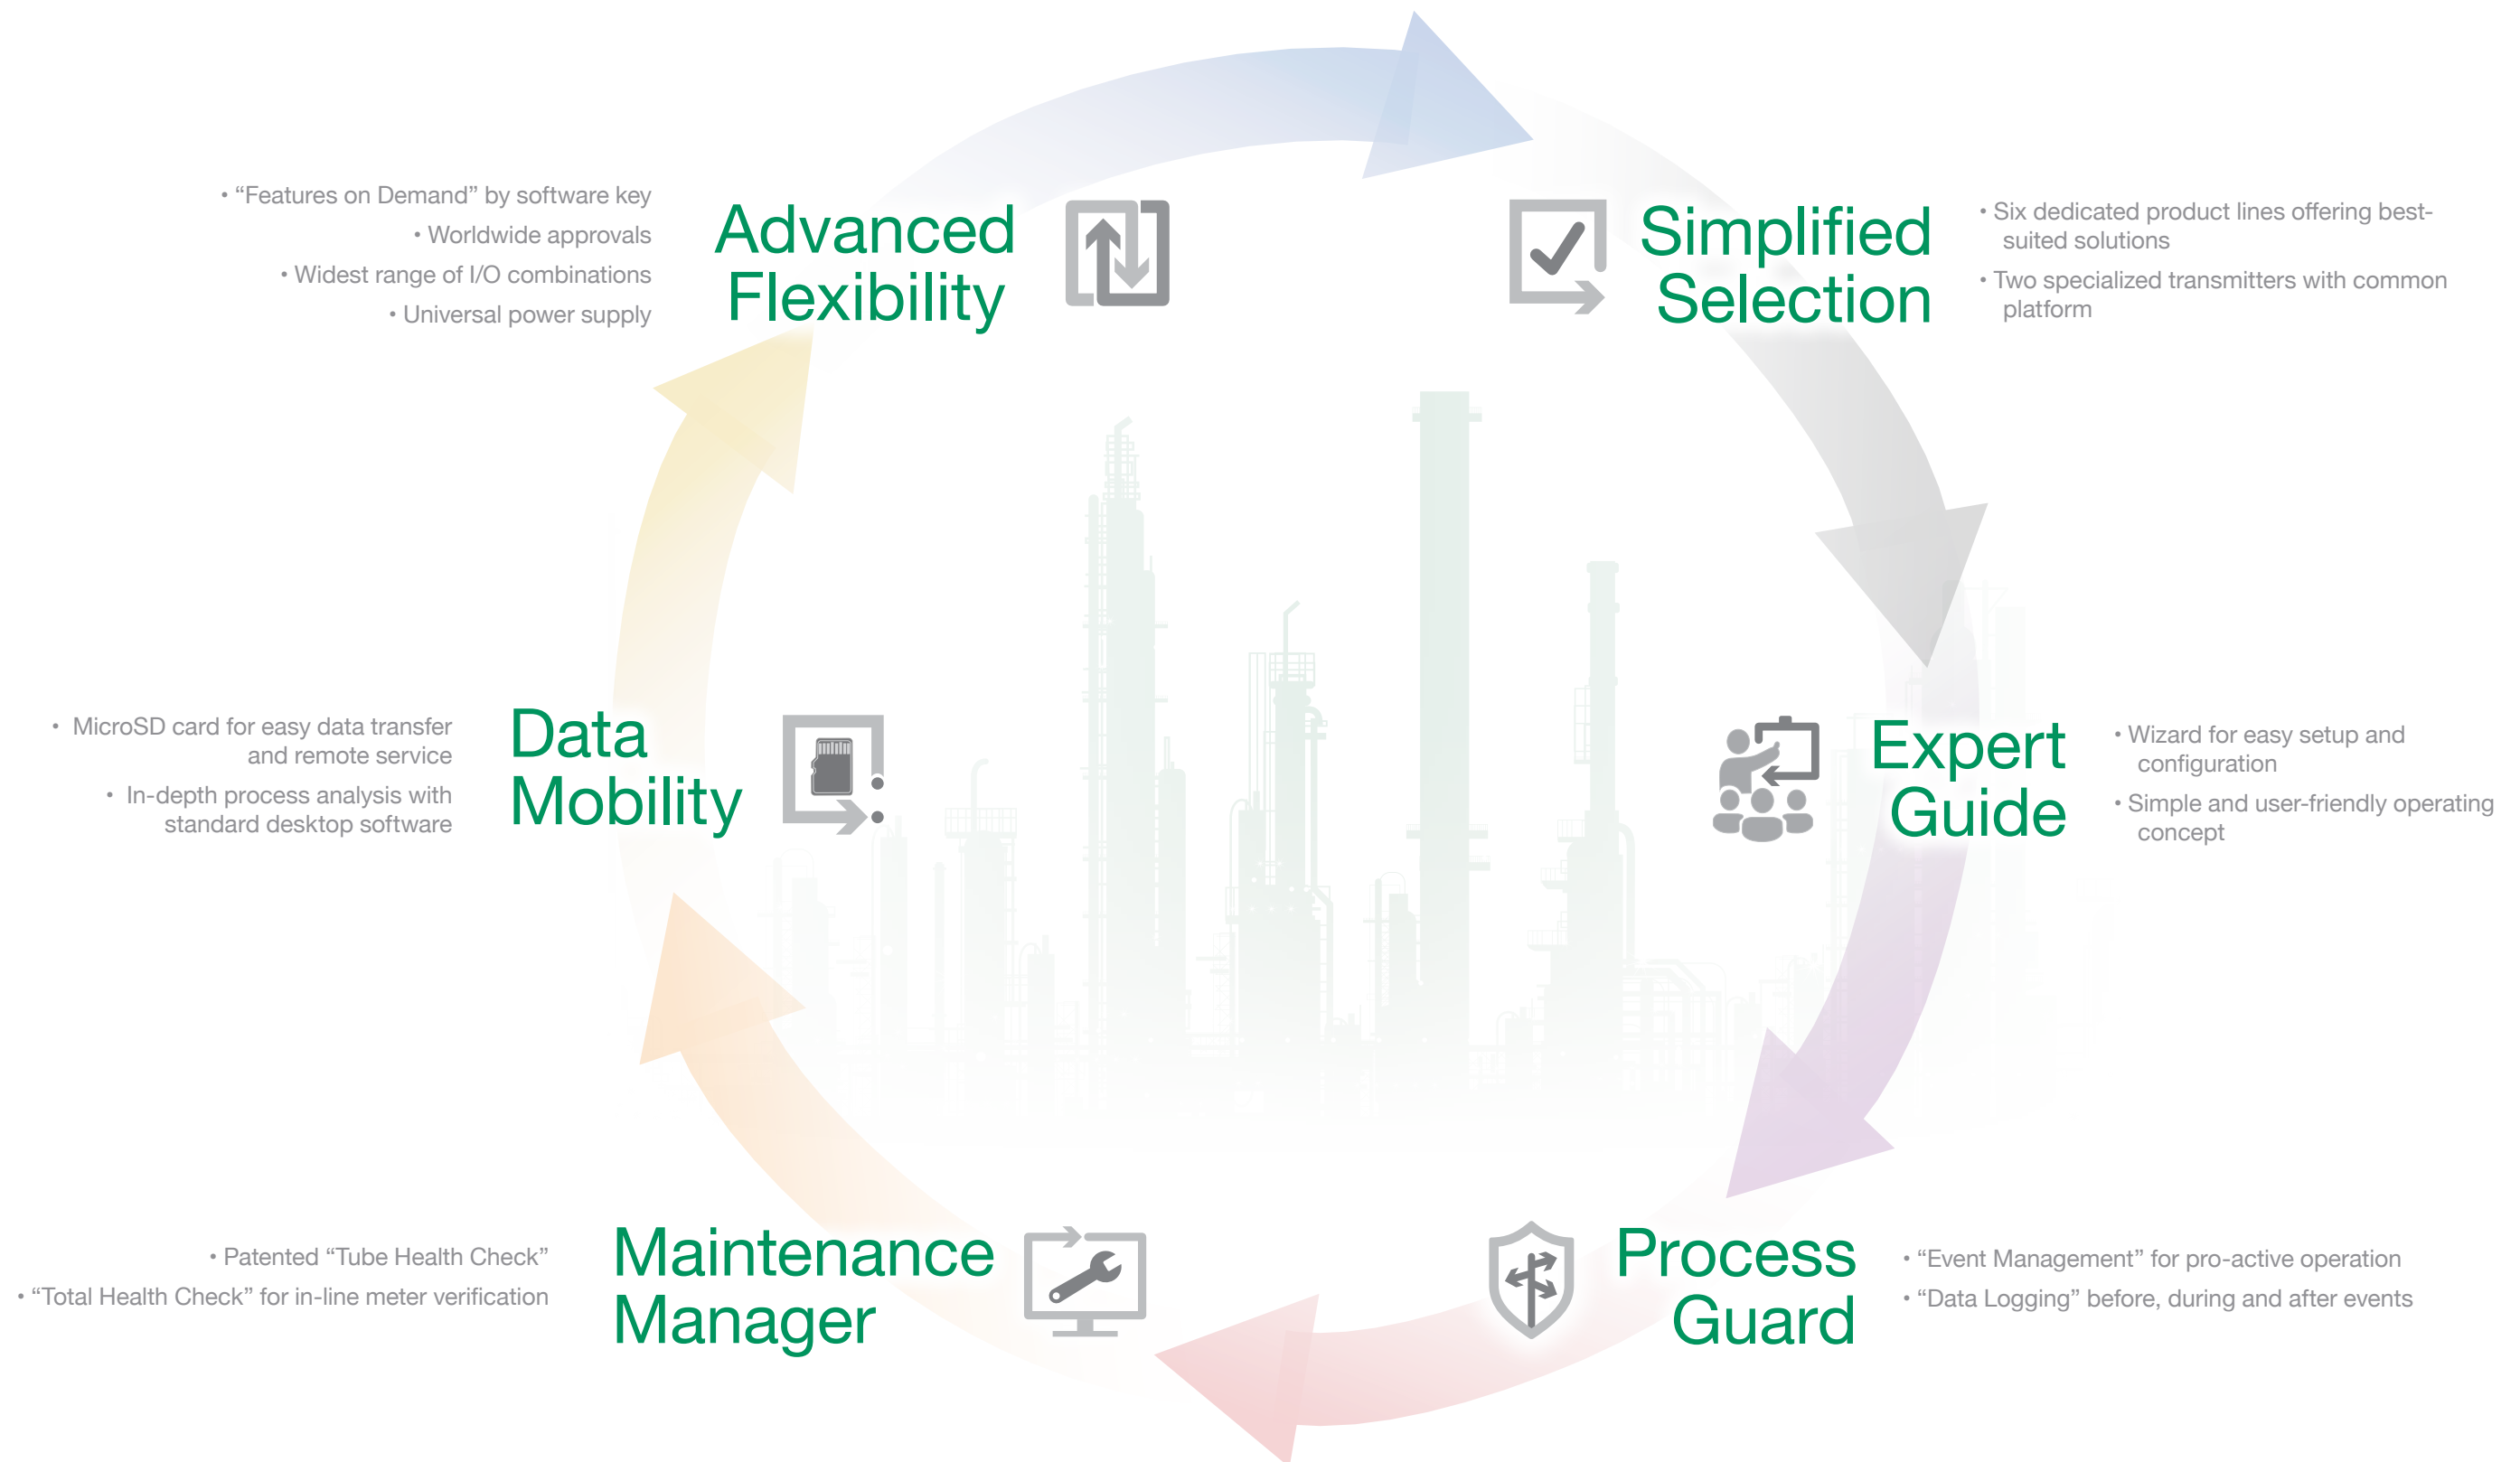 • “Features on Demand” by software key
• Worldwide approvals
• Widest range of I/O combinations
• Universal power supply
Advanced
Flexibility
Simplified
Selection
• Six dedicated product lines offering best-
suited solutions
• Two specialized transmitters with common
platform
• MicroSD card for easy data transfer
and remote service
• In-depth process analysis with
standard desktop software
Data
Mobility
Expert
Guide
• Wizard for easy setup and
configuration
• Simple and user-friendly operating
concept
• Patented “Tube Health Check”
• “Total Health Check” for in-line meter verification
Maintenance
Manager
Process
Guard
• “Event Management” for pro-active operation
• “Data Logging” before, during and after events